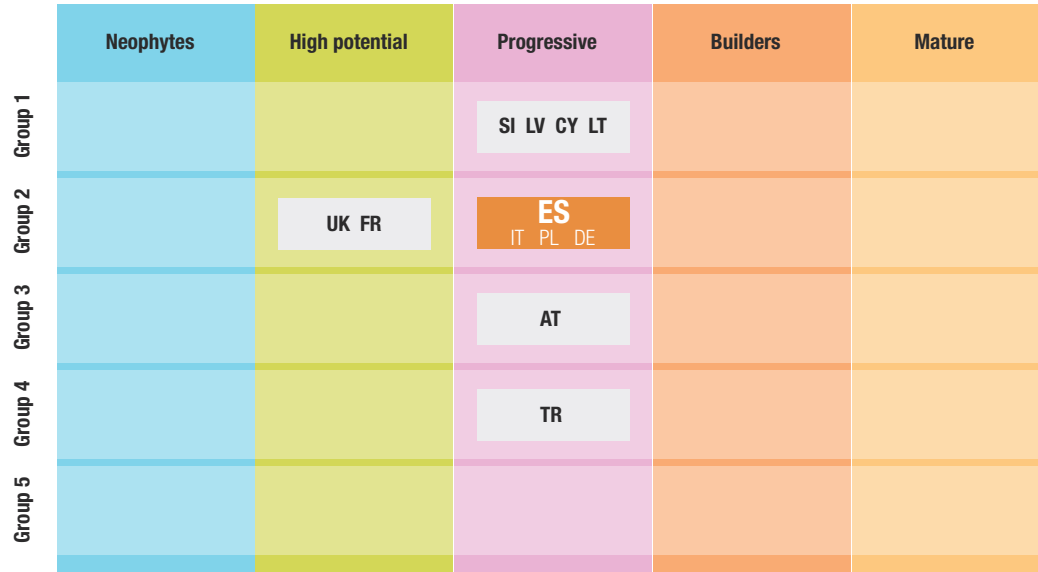 Neophytes High potential Progressive Builders Mature
Group 1
SI LV CY LT
Group 2
UK FR
ES
IT PL DE
Group 3
AT
Group 4
TR
Group 5